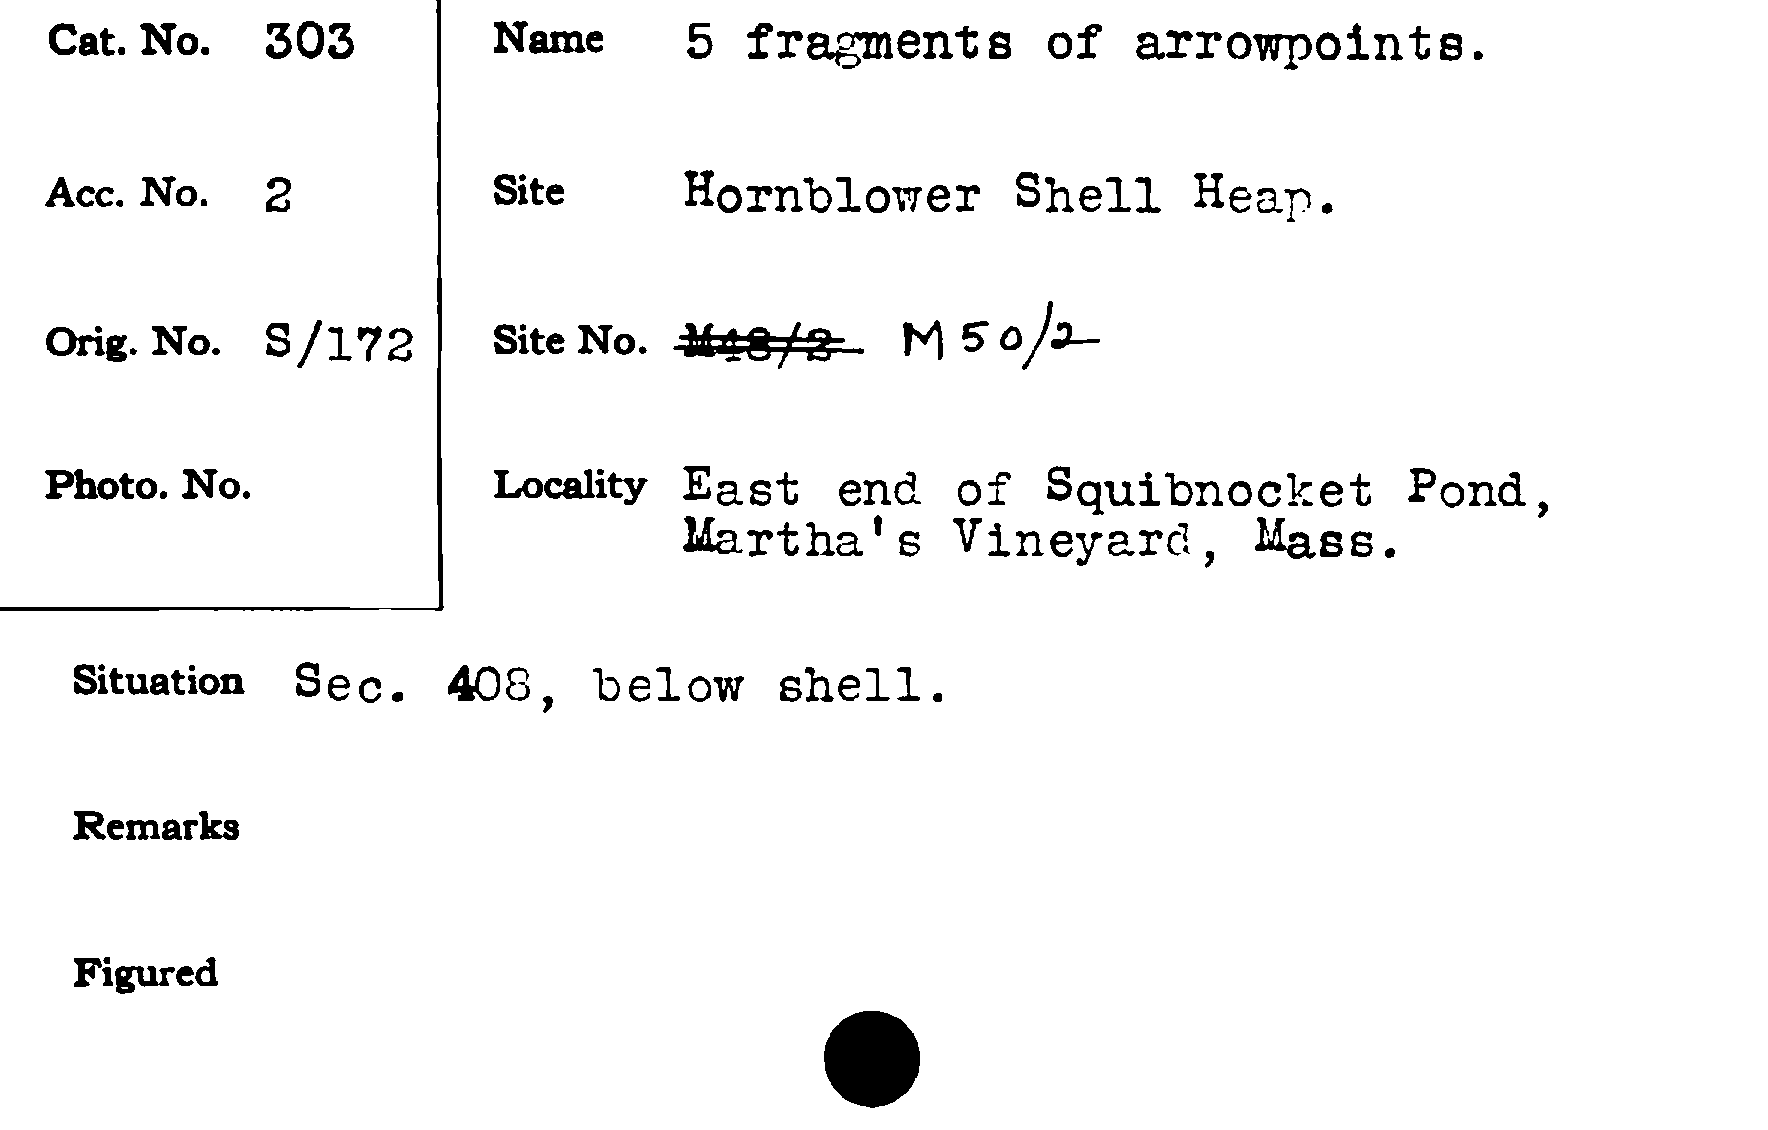 Cat. No. 303
Name 5 fragments of arrowpoints.
Acc. No. 2
Site Hornblower Shell Heap.
Orig. No. S/172
Site No. M48/2 M50/2
Photo. No.
Locality East end of Squibnocket Pond,
Martha's Vineyard, Mass.
Situation Sec. 408, below shell.
Remarks
Figured